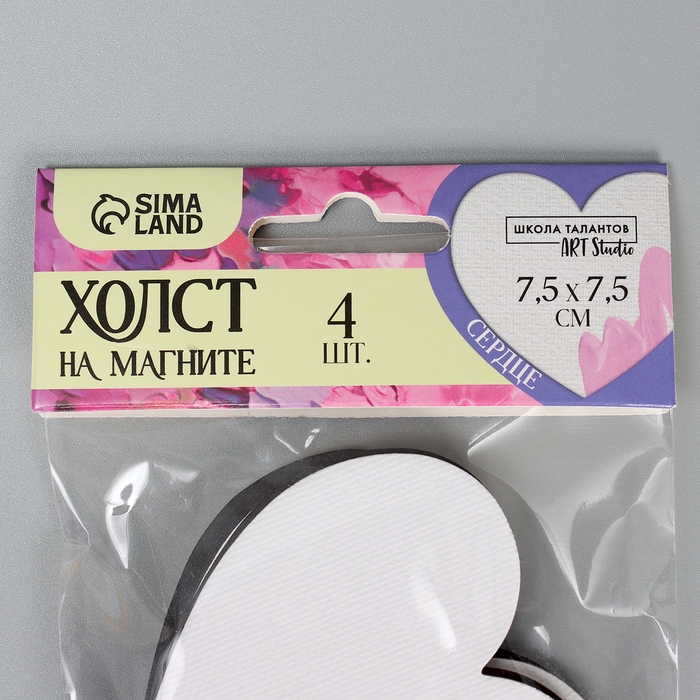 SIMA
LAND
ХОЛСТ
НА МАГНИТЕ
4
ШТ.
ШКОЛА ТАЛАНТОВ
ART Studio
7,5 х 7,5
СМ
СЕРДЦЕ